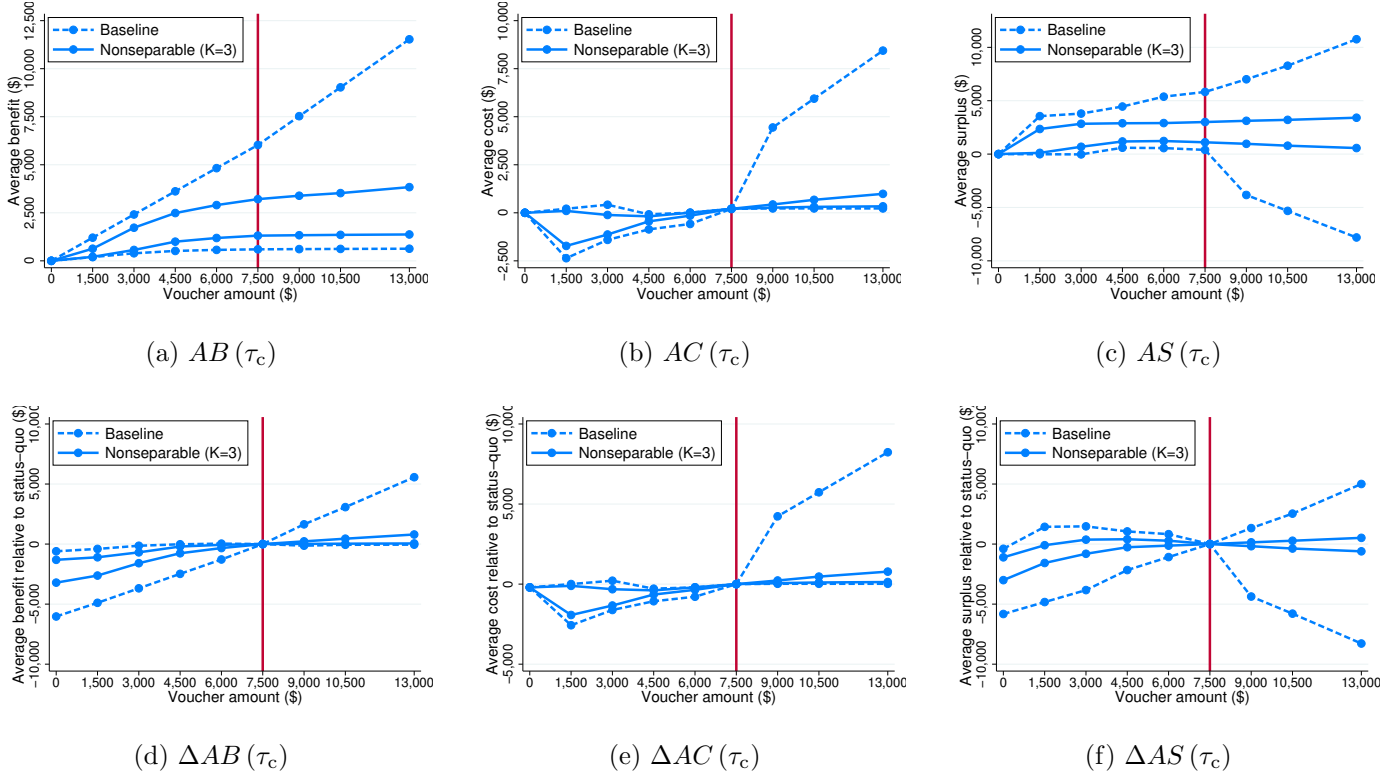 Average benefit ($)
0 2,500 5,000 7,500 10,000 12,500
Baseline
Nonseparable (K=3)
0 1,500 3,000 4,500 6,000 7,500 9,000 10,500 13,000
Voucher amount ($)
(a) AB (τc)
Average cost ($)
−2,500 0 2,500 5,000 7,500 10,000
Baseline
Nonseparable (K=3)
0 1,500 3,000 4,500 6,000 7,500 9,000 10,500 13,000
Voucher amount ($)
(b) AC (τc)
Average surplus ($)
−10,000 −5,000 0 5,000 10,000
Baseline
Nonseparable (K=3)
0 1,500 3,000 4,500 6,000 7,500 9,000 10,500 13,000
Voucher amount ($)
(c) AS (τc)
Average benefit relative to status−quo ($)
−10,000 −5,000 0 5,000 10,000
Baseline
Nonseparable (K=3)
0 1,500 3,000 4,500 6,000 7,500 9,000 10,500 13,000
Voucher amount ($)
(d) ΔAB (τc)
Average cost relative to status−quo ($)
−5,000 0 5,000 10,000
Baseline
Nonseparable (K=3)
0 1,500 3,000 4,500 6,000 7,500 9,000 10,500 13,000
Voucher amount ($)
(e) ΔAC (τc)
Average surplus relative to status−quo ($)
−10,000 −5,000 0 5,000 10,000
Baseline
Nonseparable (K=3)
0 1,500 3,000 4,500 6,000 7,500 9,000 10,500 13,000
Voucher amount ($)
(f) ΔAS (τc)